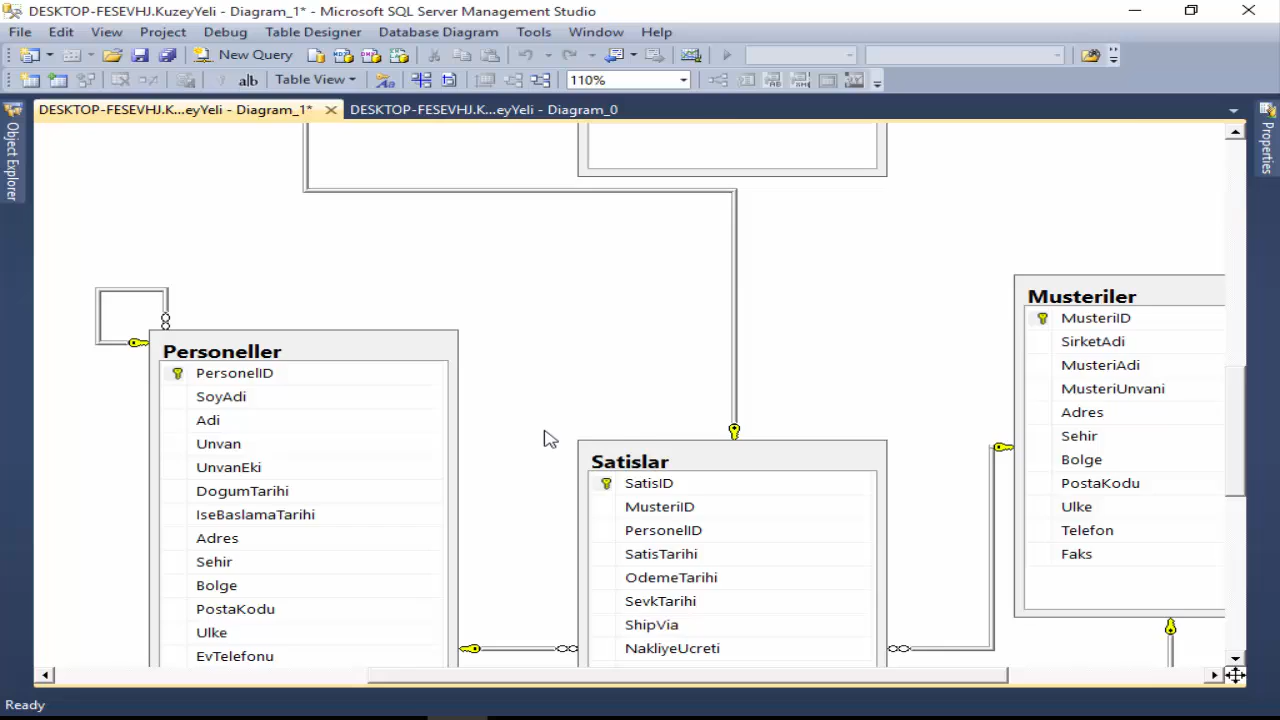 DESKTOP-FESEVHJ.KuzeyYeli - Diagram_1* - Microsoft SQL Server Management Studio
File Edit View Project Debug Table Designer Database Diagram Tools Window Help
New Query
abl Table View 110%
DESKTOP-FESEVHJ.K...eyYeli - Diagram_1* DESKTOP-FESEVHJ.K...eyYeli - Diagram_0
Object Explorer
Properties
Personeller
PersonelID
SoyAdi
Adi
Unvan
UnvanEki
DogumTarihi
IseBaslamaTarihi
Adres
Sehir
Bolge
PostaKodu
Ulke
EvTelefonu
Satislar
SatisID
MusteriID
PersonelID
SatisTarihi
OdemeTarihi
SevkTarihi
ShipVia
NakliyeUcreti
Musteriler
MusteriID
SirketAdi
MusteriAdi
MusteriUnvani
Adres
Sehir
Bolge
PostaKodu
Ulke
Telefon
Faks
Ready